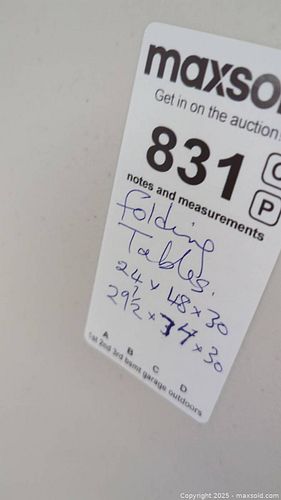 maxso
Get in on the auction
831
C
P
notes and measurements
folding
Tables.
24 x 48 x 30
29½ x 34 x 30
A B C D
1st 2nd 3rd bsmt garage outdoors
Copyright © 2025 - maxsold.com